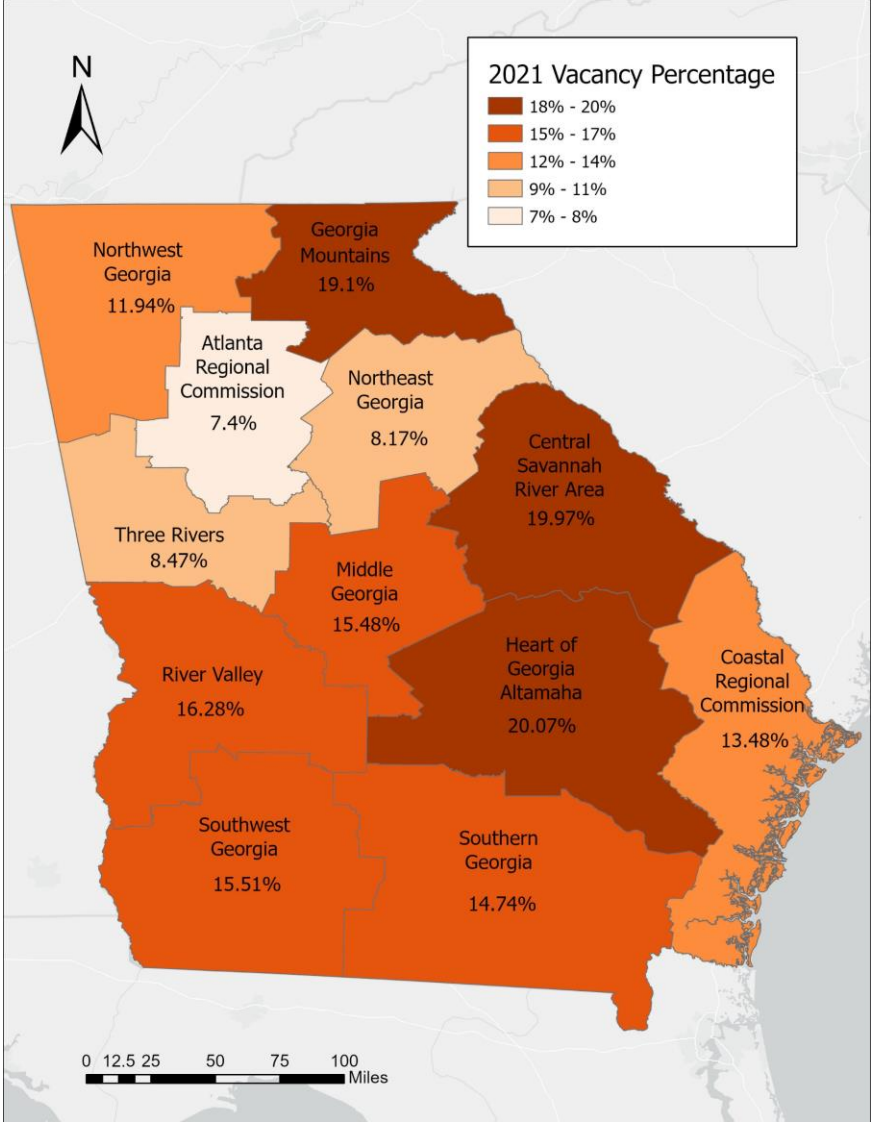 N
2021 Vacancy Percentage
18% - 20%
15% - 17%
12% - 14%
9% - 11%
7% - 8%
Northwest
Georgia
11.94%
Georgia
Mountains
19.1%
Atlanta
Regional
Commission
7.4%
Northeast
Georgia
8.17%
Central
Savannah
River Area
19.97%
Three Rivers
8.47%
Middle
Georgia
15.48%
Heart of
Georgia
Altamaha
20.07%
Coastal
Regional
Commission
13.48%
River Valley
16.28%
Southwest
Georgia
15.51%
Southern
Georgia
14.74%
0 12.5 25 50 75 100
Miles